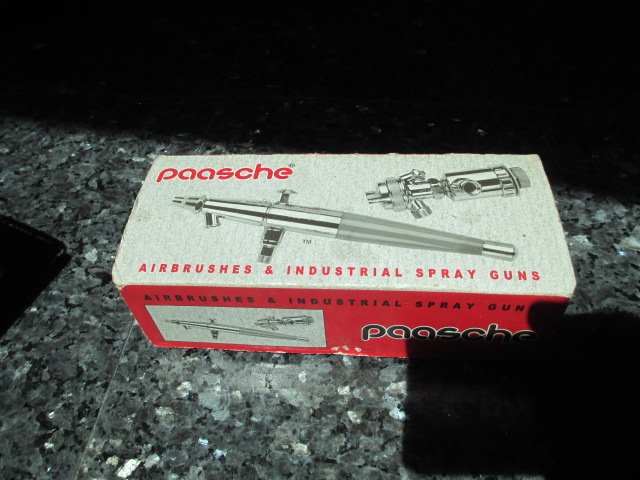 paasche®
TM
AIRBRUSHES & INDUSTRIAL SPRAY GUNS
AIRBRUSHES & INDUSTRIAL SPRAY GUN
paasche